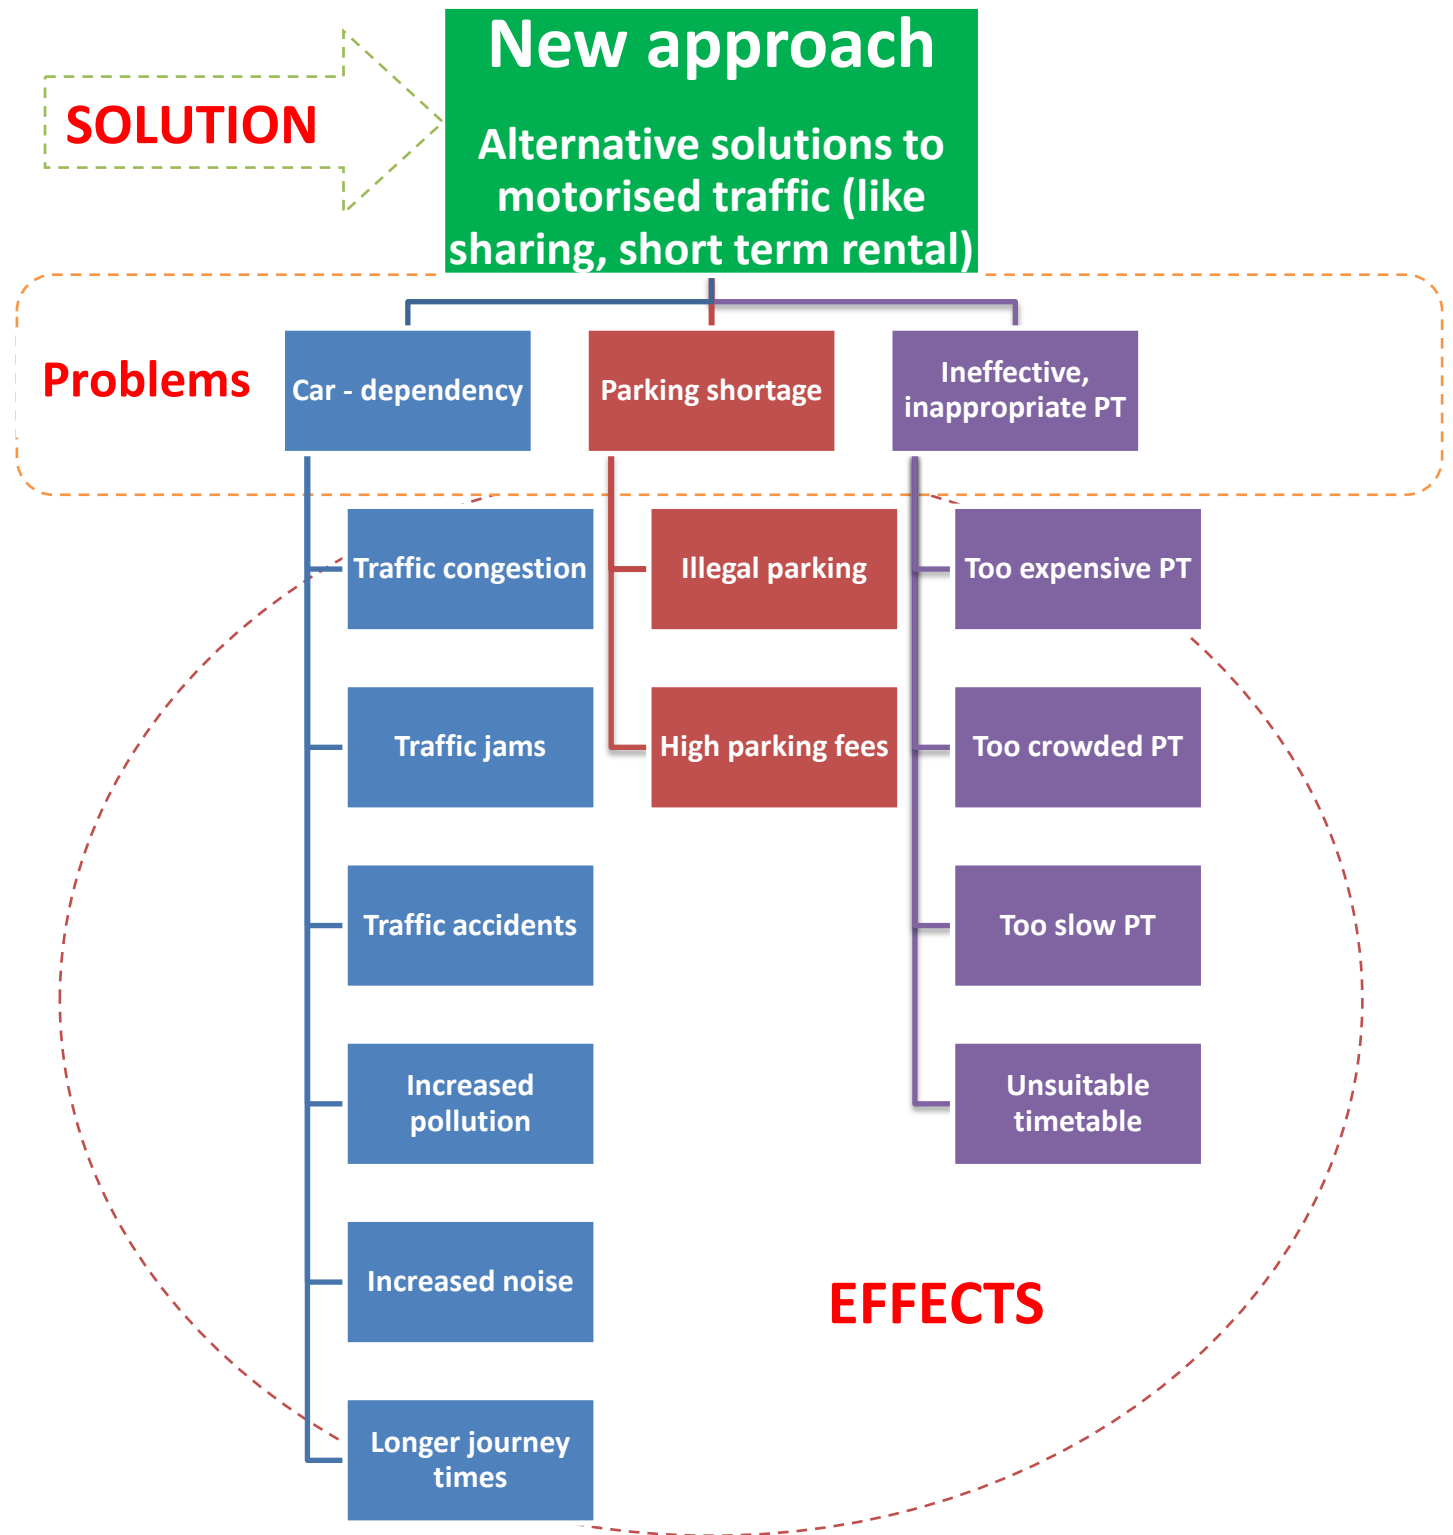 New approach
SOLUTION
Alternative solutions to
motorised traffic (like
sharing, short term rental)
Problems
Car - dependency
Parking shortage
Ineffective,
inappropriate PT
Traffic congestion
Illegal parking
Too expensive PT
Traffic jams
High parking fees
Too crowded PT
Traffic accidents
Too slow PT
Increased
pollution
Unsuitable
timetable
Increased noise
EFFECTS
Longer journey
times